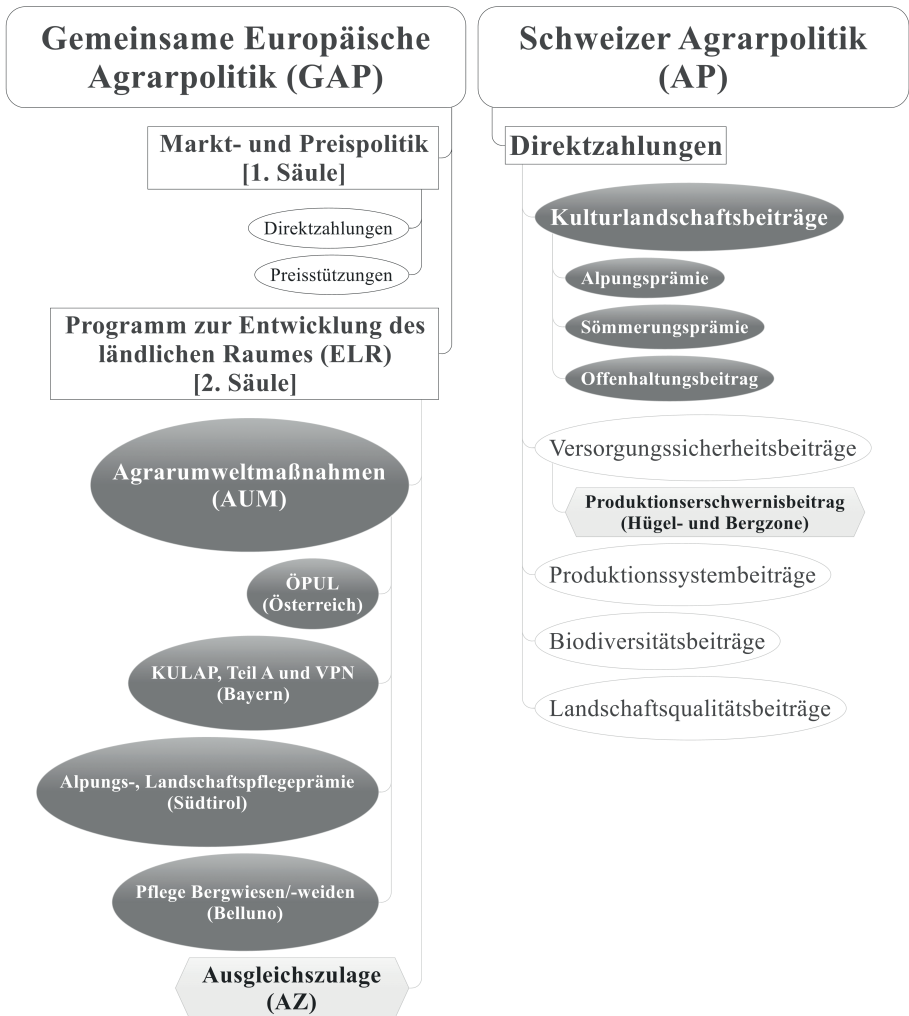 Gemeinsame Europäische
Agrarpolitik (GAP)
Markt- und Preispolitik
[1. Säule]
Direktzahlungen
Preisstützungen
Programm zur Entwicklung des
ländlichen Raumes (ELR)
[2. Säule]
Agrarumweltmaßnahmen
(AUM)
ÖPUL
(Österreich)
KULAP, Teil A und VPN
(Bayern)
Alpungs-, Landschaftspflegeprämie
(Südtirol)
Pflege Bergwiesen/-weiden
(Belluno)
Ausgleichszulage
(AZ)
Schweizer Agrarpolitik
(AP)
Direktzahlungen
Kulturlandschaftsbeiträge
Alpungsprämie
Sömmerungsprämie
Offenhaltungsbeitrag
Versorgungssicherheitsbeiträge
Produktionserschwernisbeitrag
(Hügel- und Bergzone)
Produktionssystembeiträge
Biodiversitätsbeiträge
Landschaftsqualitätsbeiträge